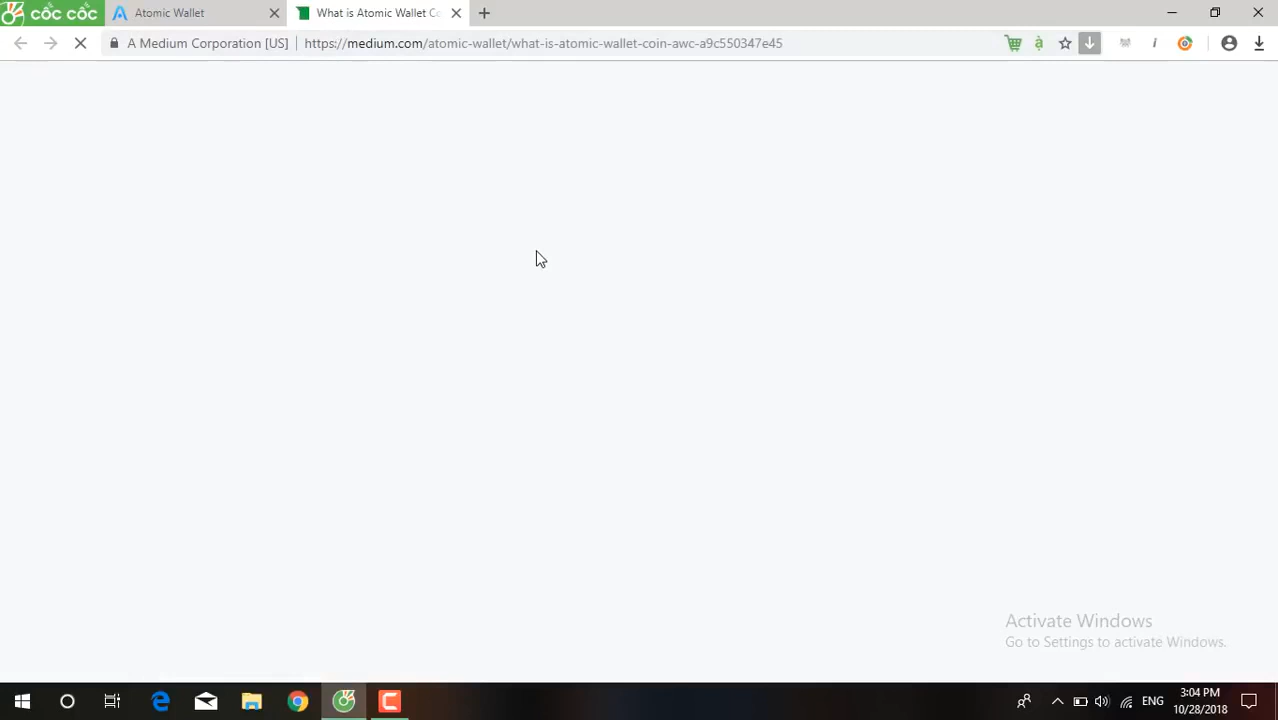 cốc cốc
Atomic Wallet
What is Atomic Wallet Co
A Medium Corporation [US]
https://medium.com/atomic-wallet/what-is-atomic-wallet-coin-awc-a9c550347e45
Activate Windows
Go to Settings to activate Windows.
ENG
3:04 PM
10/28/2018